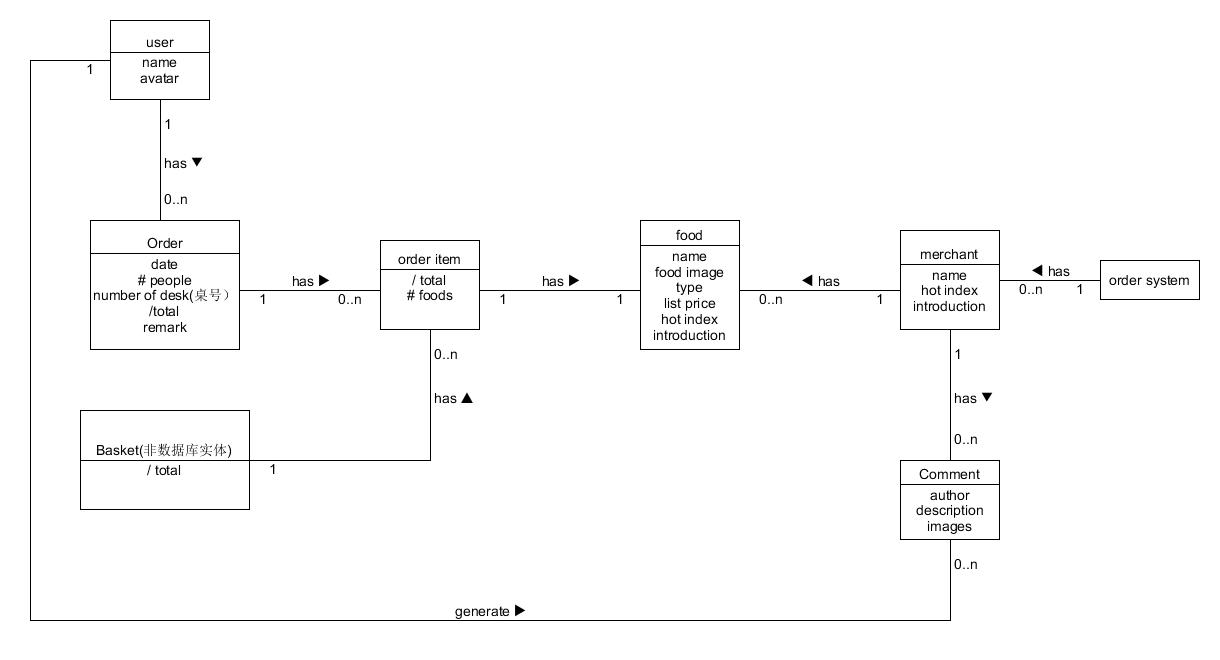 user
name
avatar
1
1
has ▼
0..n
Order
date
# people
number of desk(桌号）
/total
remark
has ▶
1
0..n
order item
/ total
# foods
has ▶
1
1
food
name
food image
type
list price
hot index
introduction
◀ has
0..n
1
merchant
name
hot index
introduction
◀ has
0..n
1
order system
0..n
has ▲
Basket(非数据库实体)
/ total
1
1
has ▼
0..n
Comment
author
description
images
0..n
generate ▶